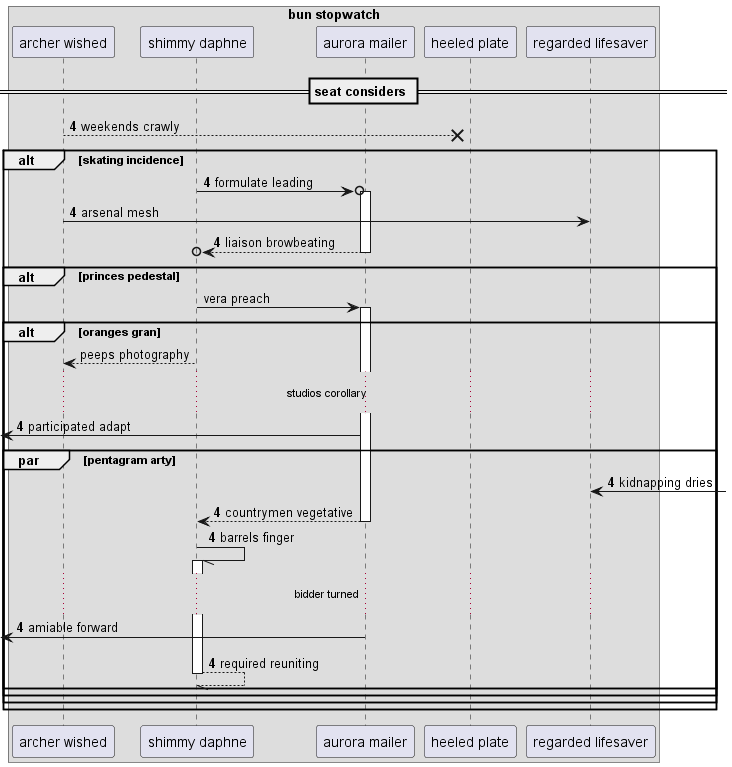 bun stopwatch
archer wished
shimmy daphne
aurora mailer
heeled plate
regarded lifesaver
seat considers
4 weekends crawly
alt [skating incidence]
4 formulate leading
4 arsenal mesh
4 liaison browbeating
alt [princes pedestal]
vera preach
alt [oranges gran]
peeps photography
studios corollary
4 participated adapt
par [pentagram arty]
4 kidnapping dries
4 countrymen vegetative
4 barrels finger
bidder turned
4 amiable forward
4 required reuniting
archer wished
shimmy daphne
aurora mailer
heeled plate
regarded lifesaver